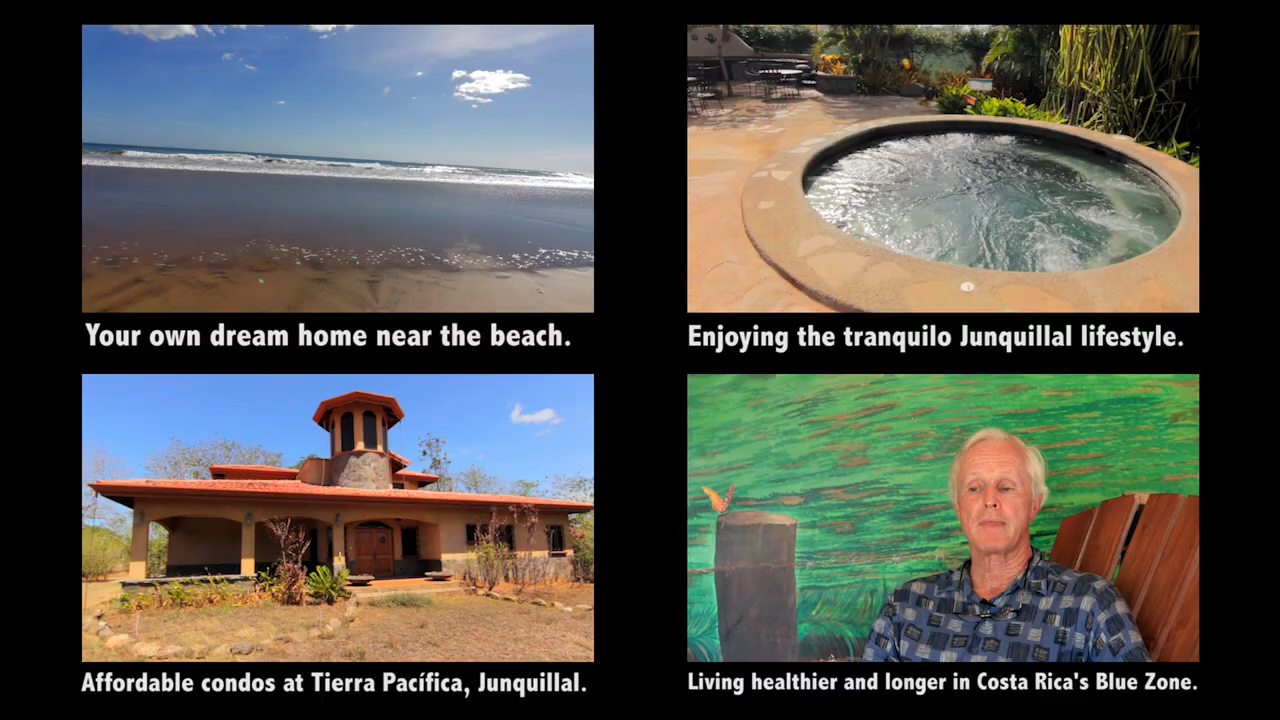 Your own dream home near the beach.
Enjoying the tranquilo Junquillal lifestyle.
Affordable condos at Tierra Pacífica, Junquillal.
Living healthier and longer in Costa Rica's Blue Zone.